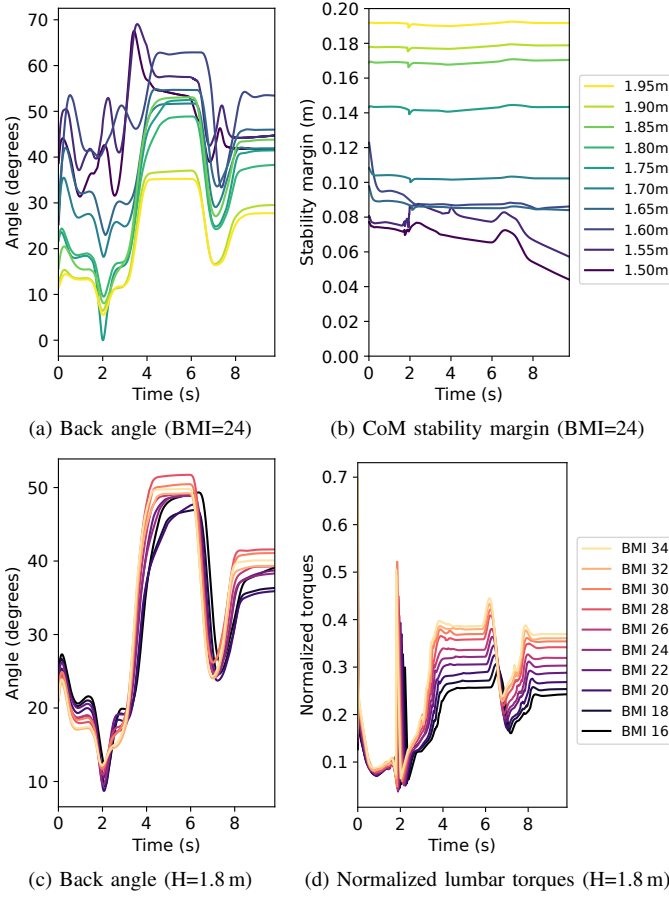 Angle (degrees)
70
60
50
40
30
20
10
0
0 2 4 6 8
Time (s)
Stability margin (m)
0.20
0.18
0.16
0.14
0.12
0.10
0.08
0.06
0.04
0.02
0.00
0 2 4 6 8
Time (s)
1.95m
1.90m
1.85m
1.80m
1.75m
1.70m
1.65m
1.60m
1.55m
1.50m
(a) Back angle (BMI=24)
(b) CoM stability margin (BMI=24)
Angle (degrees)
50
40
30
20
10
0 2 4 6 8
Time (s)
Normalized torques
0.7
0.6
0.5
0.4
0.3
0.2
0.1
0 2 4 6 8
Time (s)
BMI 34
BMI 32
BMI 30
BMI 28
BMI 26
BMI 24
BMI 22
BMI 20
BMI 18
BMI 16
(c) Back angle (H=1.8 m)
(d) Normalized lumbar torques (H=1.8 m)